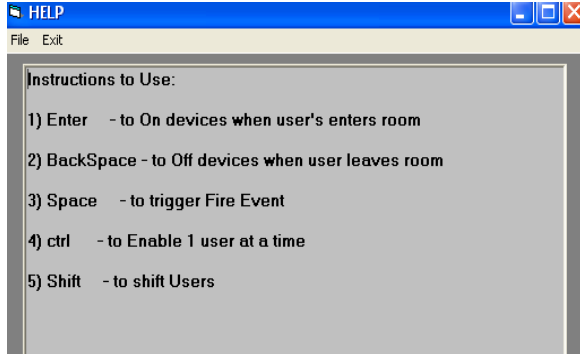 HELP
File Exit
Instructions to Use:
1) Enter - to On devices when user's enters room
2) BackSpace - to Off devices when user leaves room
3) Space - to trigger Fire Event
4) ctrl - to Enable 1 user at a time
5) Shift - to shift Users